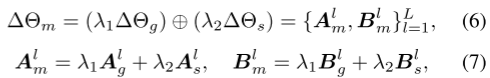 ΔΘ_m = (λ_1ΔΘ_g) ⊕ (λ_2ΔΘ_s) = {A_m^l, B_m^l}_{l=1}^L, (6)
A_m^l = λ_1A_g^l + λ_2A_s^l, B_m^l = λ_1B_g^l + λ_2B_s^l, (7)